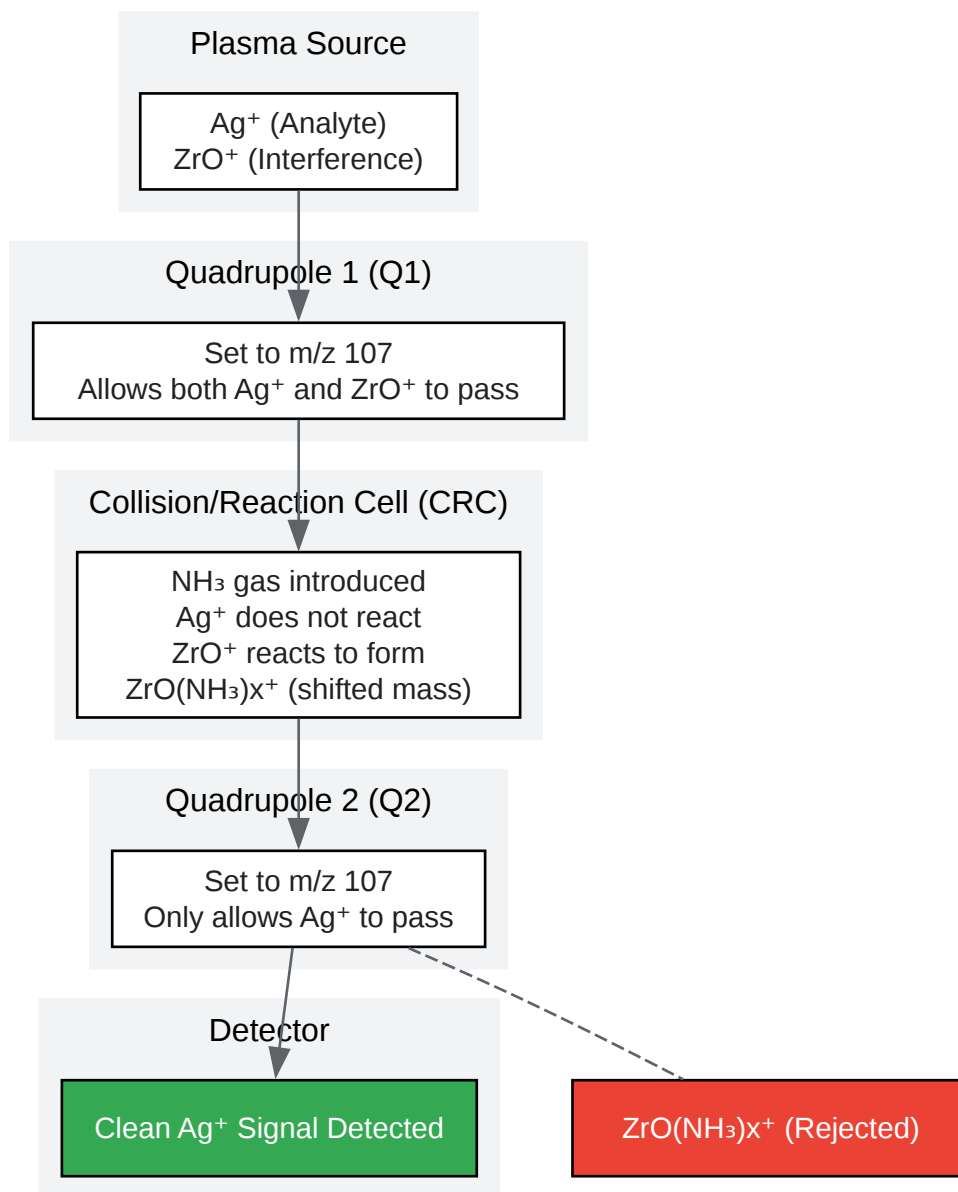 Plasma Source
Ag⁺ (Analyte)
ZrO⁺ (Interference)
Quadrupole 1 (Q1)
Set to m/z 107
Allows both Ag⁺ and ZrO⁺ to pass
Collision/Reaction Cell (CRC)
NH₃ gas introduced
Ag⁺ does not react
ZrO⁺ reacts to form
ZrO(NH₃)x⁺ (shifted mass)
Quadrupole 2 (Q2)
Set to m/z 107
Only allows Ag⁺ to pass
Detector
Clean Ag⁺ Signal Detected
ZrO(NH₃)x⁺ (Rejected)